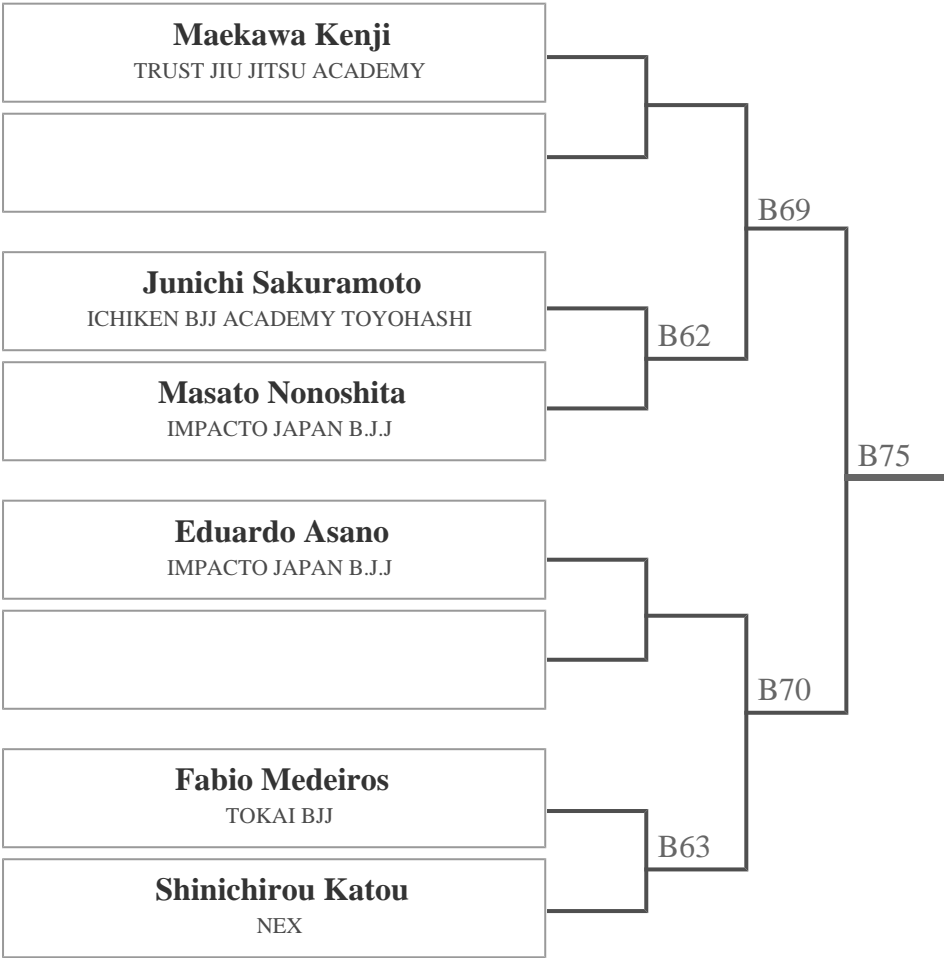 Maekawa Kenji
TRUST JIU JITSU ACADEMY
B69
Junichi Sakuramoto
ICHIKEN BJJ ACADEMY TOYOHASHI
B62
Masato Nonoshita
IMPACTO JAPAN B.J.J
B75
Eduardo Asano
IMPACTO JAPAN B.J.J
B70
Fabio Medeiros
TOKAI BJJ
B63
Shinichirou Katou
NEX